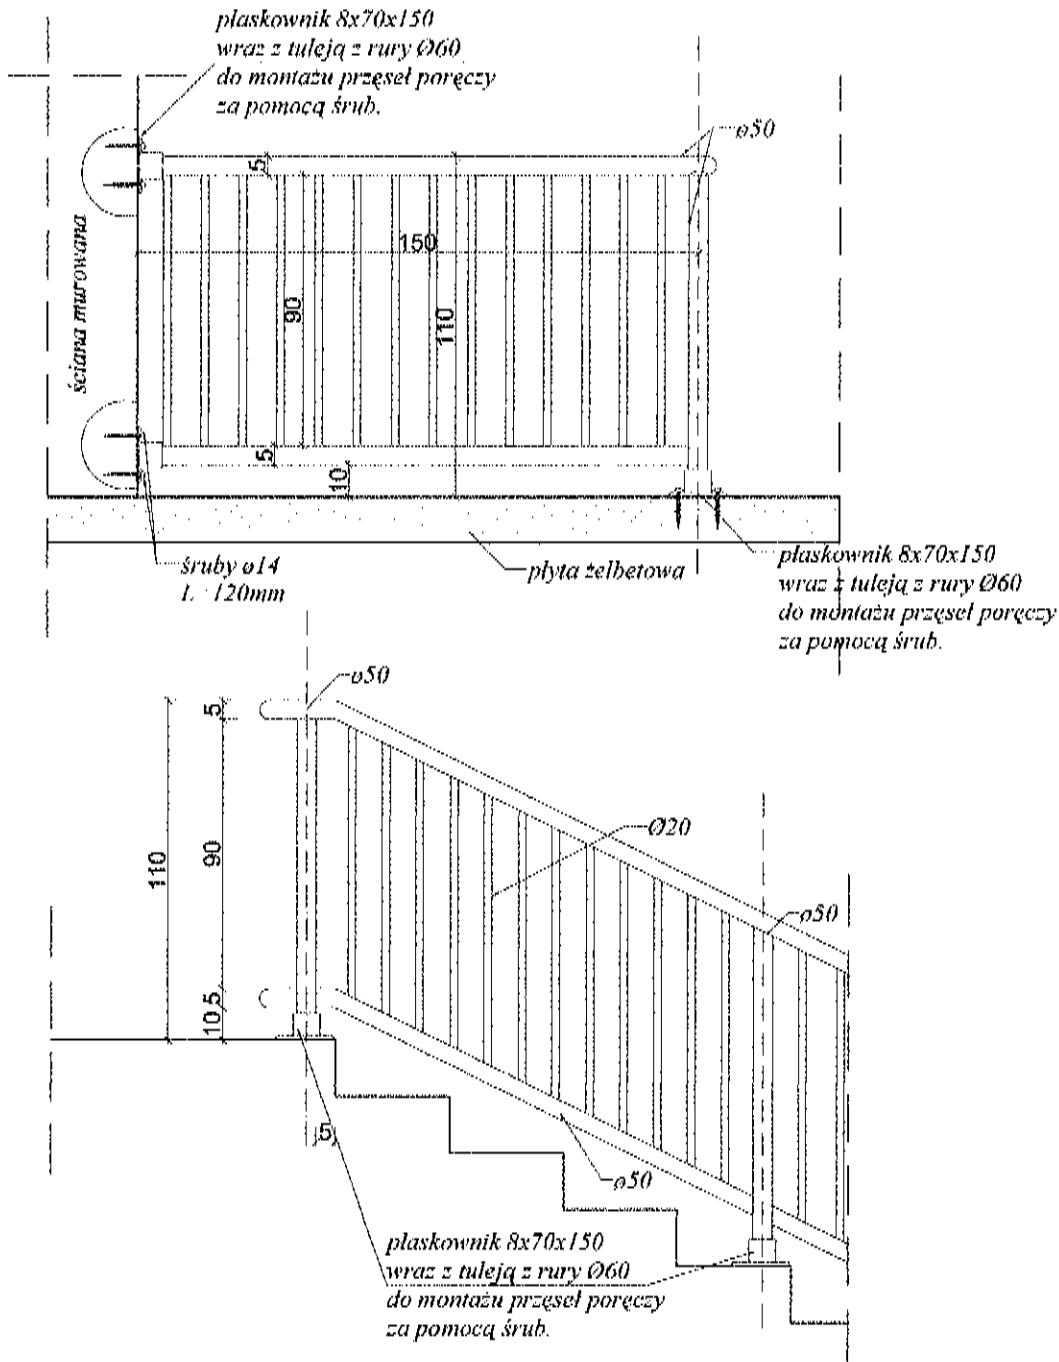 płaskownik 8x70x150
wraz z tuleją z rury Ø60
do montażu przęseł poręczy
za pomocą śrub.
ø50
5
150
ściana murowana
90
110
5
10
śruby ø14
L=120mm
płyta żelbetowa
płaskownik 8x70x150
wraz z tuleją z rury Ø60
do montażu przęseł poręczy
za pomocą śrub.
ø50
5
110
90
Ø20
ø50
5
10
5
ø50
płaskownik 8x70x150
wraz z tuleją z rury Ø60
do montażu przęseł poręczy
za pomocą śrub.